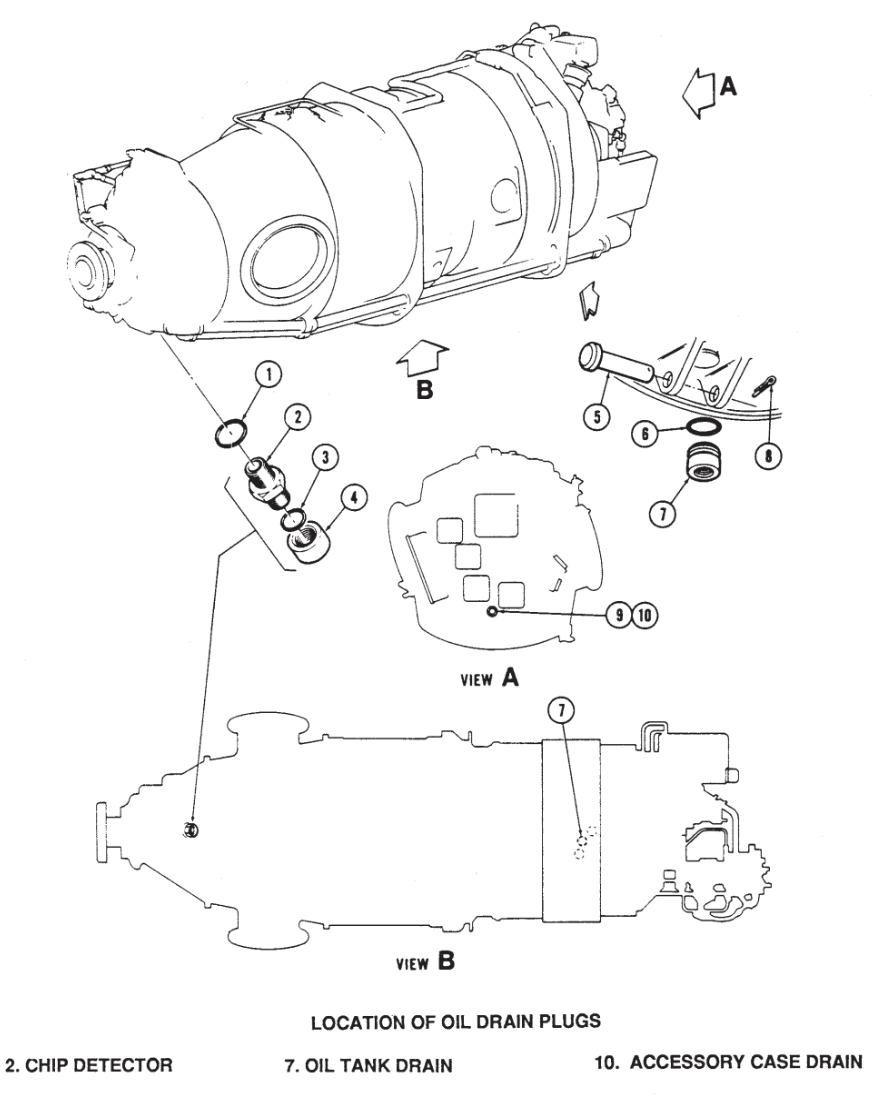 A
B
1
2
3
4
5
6
7
8
9 10
VIEW A
7
VIEW B
LOCATION OF OIL DRAIN PLUGS
2. CHIP DETECTOR 7. OIL TANK DRAIN 10. ACCESSORY CASE DRAIN